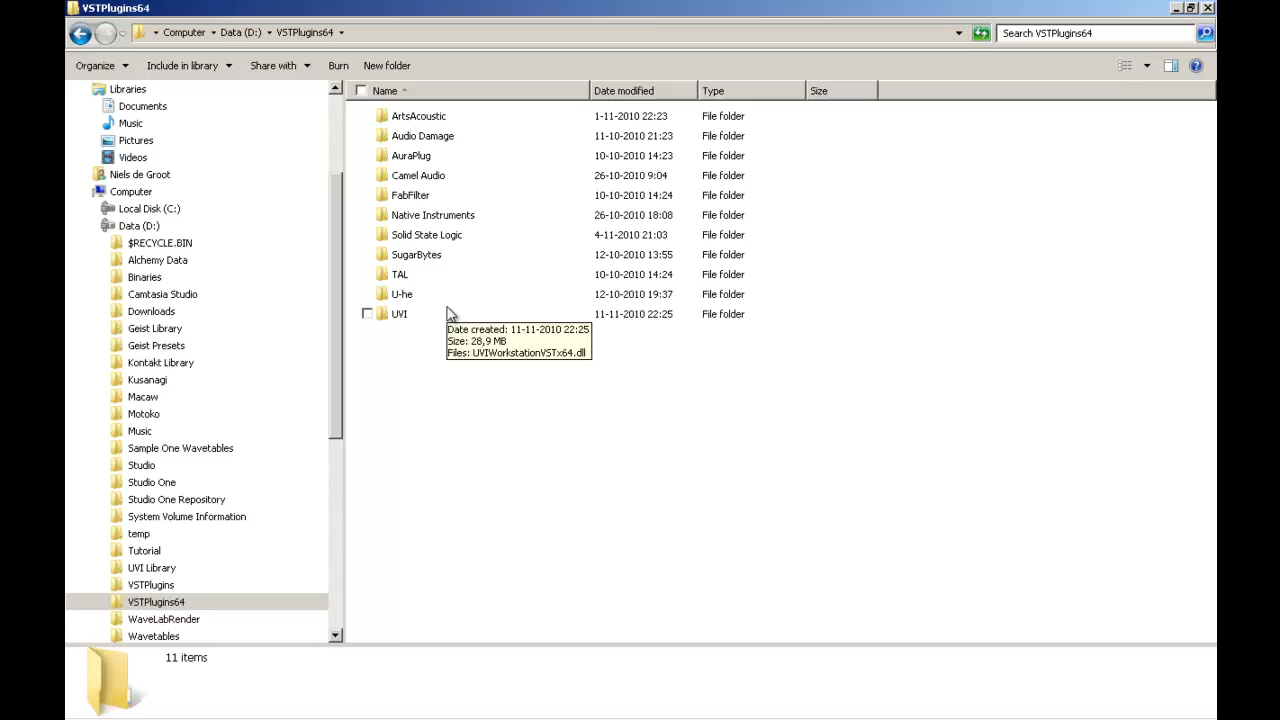 VSTPlugins64
Computer Data (D:) VSTPlugins64 Search VSTPlugins64
Organize Include in library Share with Burn New folder
Libraries
Documents
Music
Pictures
Videos
Niels de Groot
Computer
Local Disk (C:)
Data (D:)
$RECYCLE.BIN
Alchemy Data
Binaries
Camtasia Studio
Downloads
Geist Library
Geist Presets
Kontakt Library
Kusanagi
Macaw
Motoko
Music
Sample One Wavetables
Studio
Studio One
Studio One Repository
System Volume Information
temp
Tutorial
UVI Library
VSTPlugins
VSTPlugins64
WaveLabRender
Wavetables
Name Date modified Type Size
ArtsAcoustic 1-11-2010 22:23 File folder
Audio Damage 11-10-2010 21:23 File folder
AuraPlug 10-10-2010 14:23 File folder
Camel Audio 26-10-2010 9:04 File folder
FabFilter 10-10-2010 14:24 File folder
Native Instruments 26-10-2010 18:08 File folder
Solid State Logic 4-11-2010 21:03 File folder
SugarBytes 12-10-2010 13:55 File folder
TAL 10-10-2010 14:24 File folder
U-he 12-10-2010 19:37 File folder
UVI 11-11-2010 22:25 File folder
Date created: 11-11-2010 22:25
Size: 28,9 MB
Files: UVIWorkstationVSTx64.dll
11 items